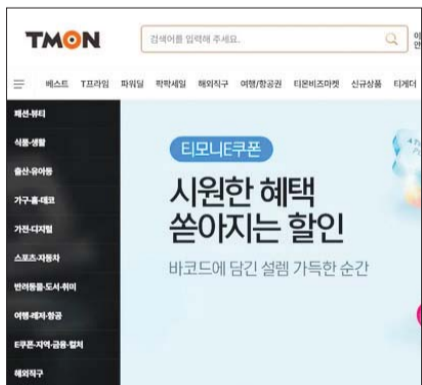 TMON
검색어를 입력해 주세요.
베스트 T프라임 파워딜 팍팍세일 해외직구 여행/항공권 티몬비즈마켓 신규상품 티게더
패션·뷰티
식품·생활
출산·유아동
가구·홈·데코
가전·디지털
스포츠·자동차
반려동물·도서·취미
여행·레저·항공
E쿠폰·지역·금융·컬처
해외직구
티모니E쿠폰
시원한 혜택
쏟아지는 할인
바코드에 담긴 설렘 가득한 순간